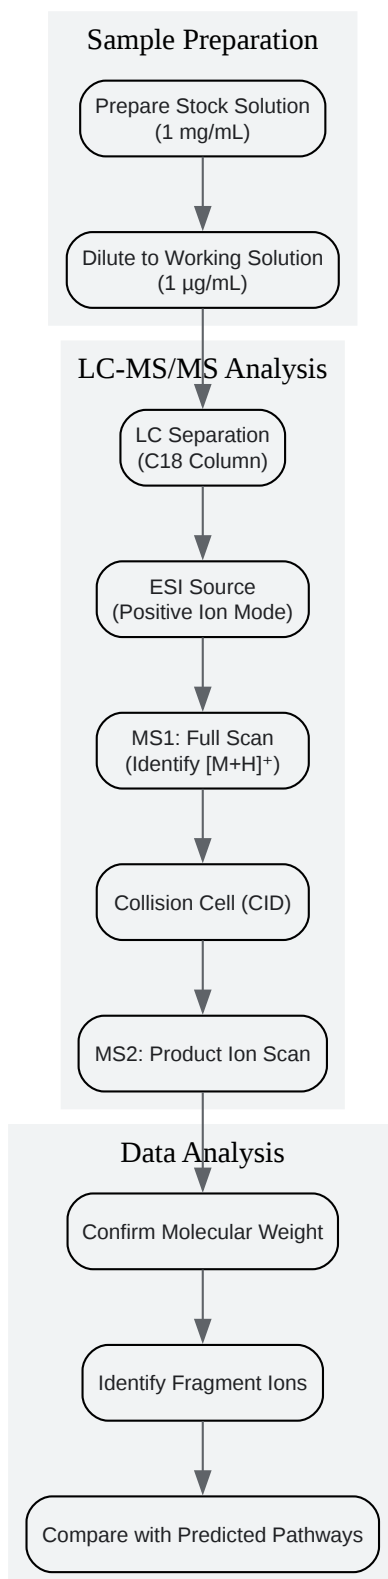 Sample Preparation
Prepare Stock Solution
(1 mg/mL)
Dilute to Working Solution
(1 µg/mL)
LC-MS/MS Analysis
LC Separation
(C18 Column)
ESI Source
(Positive Ion Mode)
MS1: Full Scan
(Identify [M+H]⁺)
Collision Cell (CID)
MS2: Product Ion Scan
Data Analysis
Confirm Molecular Weight
Identify Fragment Ions
Compare with Predicted Pathways